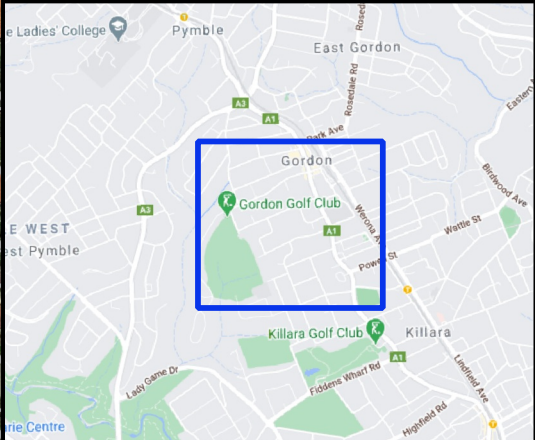 e Ladies' College
Pymble
East Gordon
Rosed
Rosedale Rd
A3
A1
Park Ave
Eastern A
Gordon
Birdwood Ave
Gordon Golf Club
A3
Werona Av
A1
Wattle St
E WEST
est Pymble
Powell St
Killara Golf Club
Killara
A1
Lady Game Dr
Fiddens Wharf Rd
Lindfield Ave
Highfield Rd
rie Centre